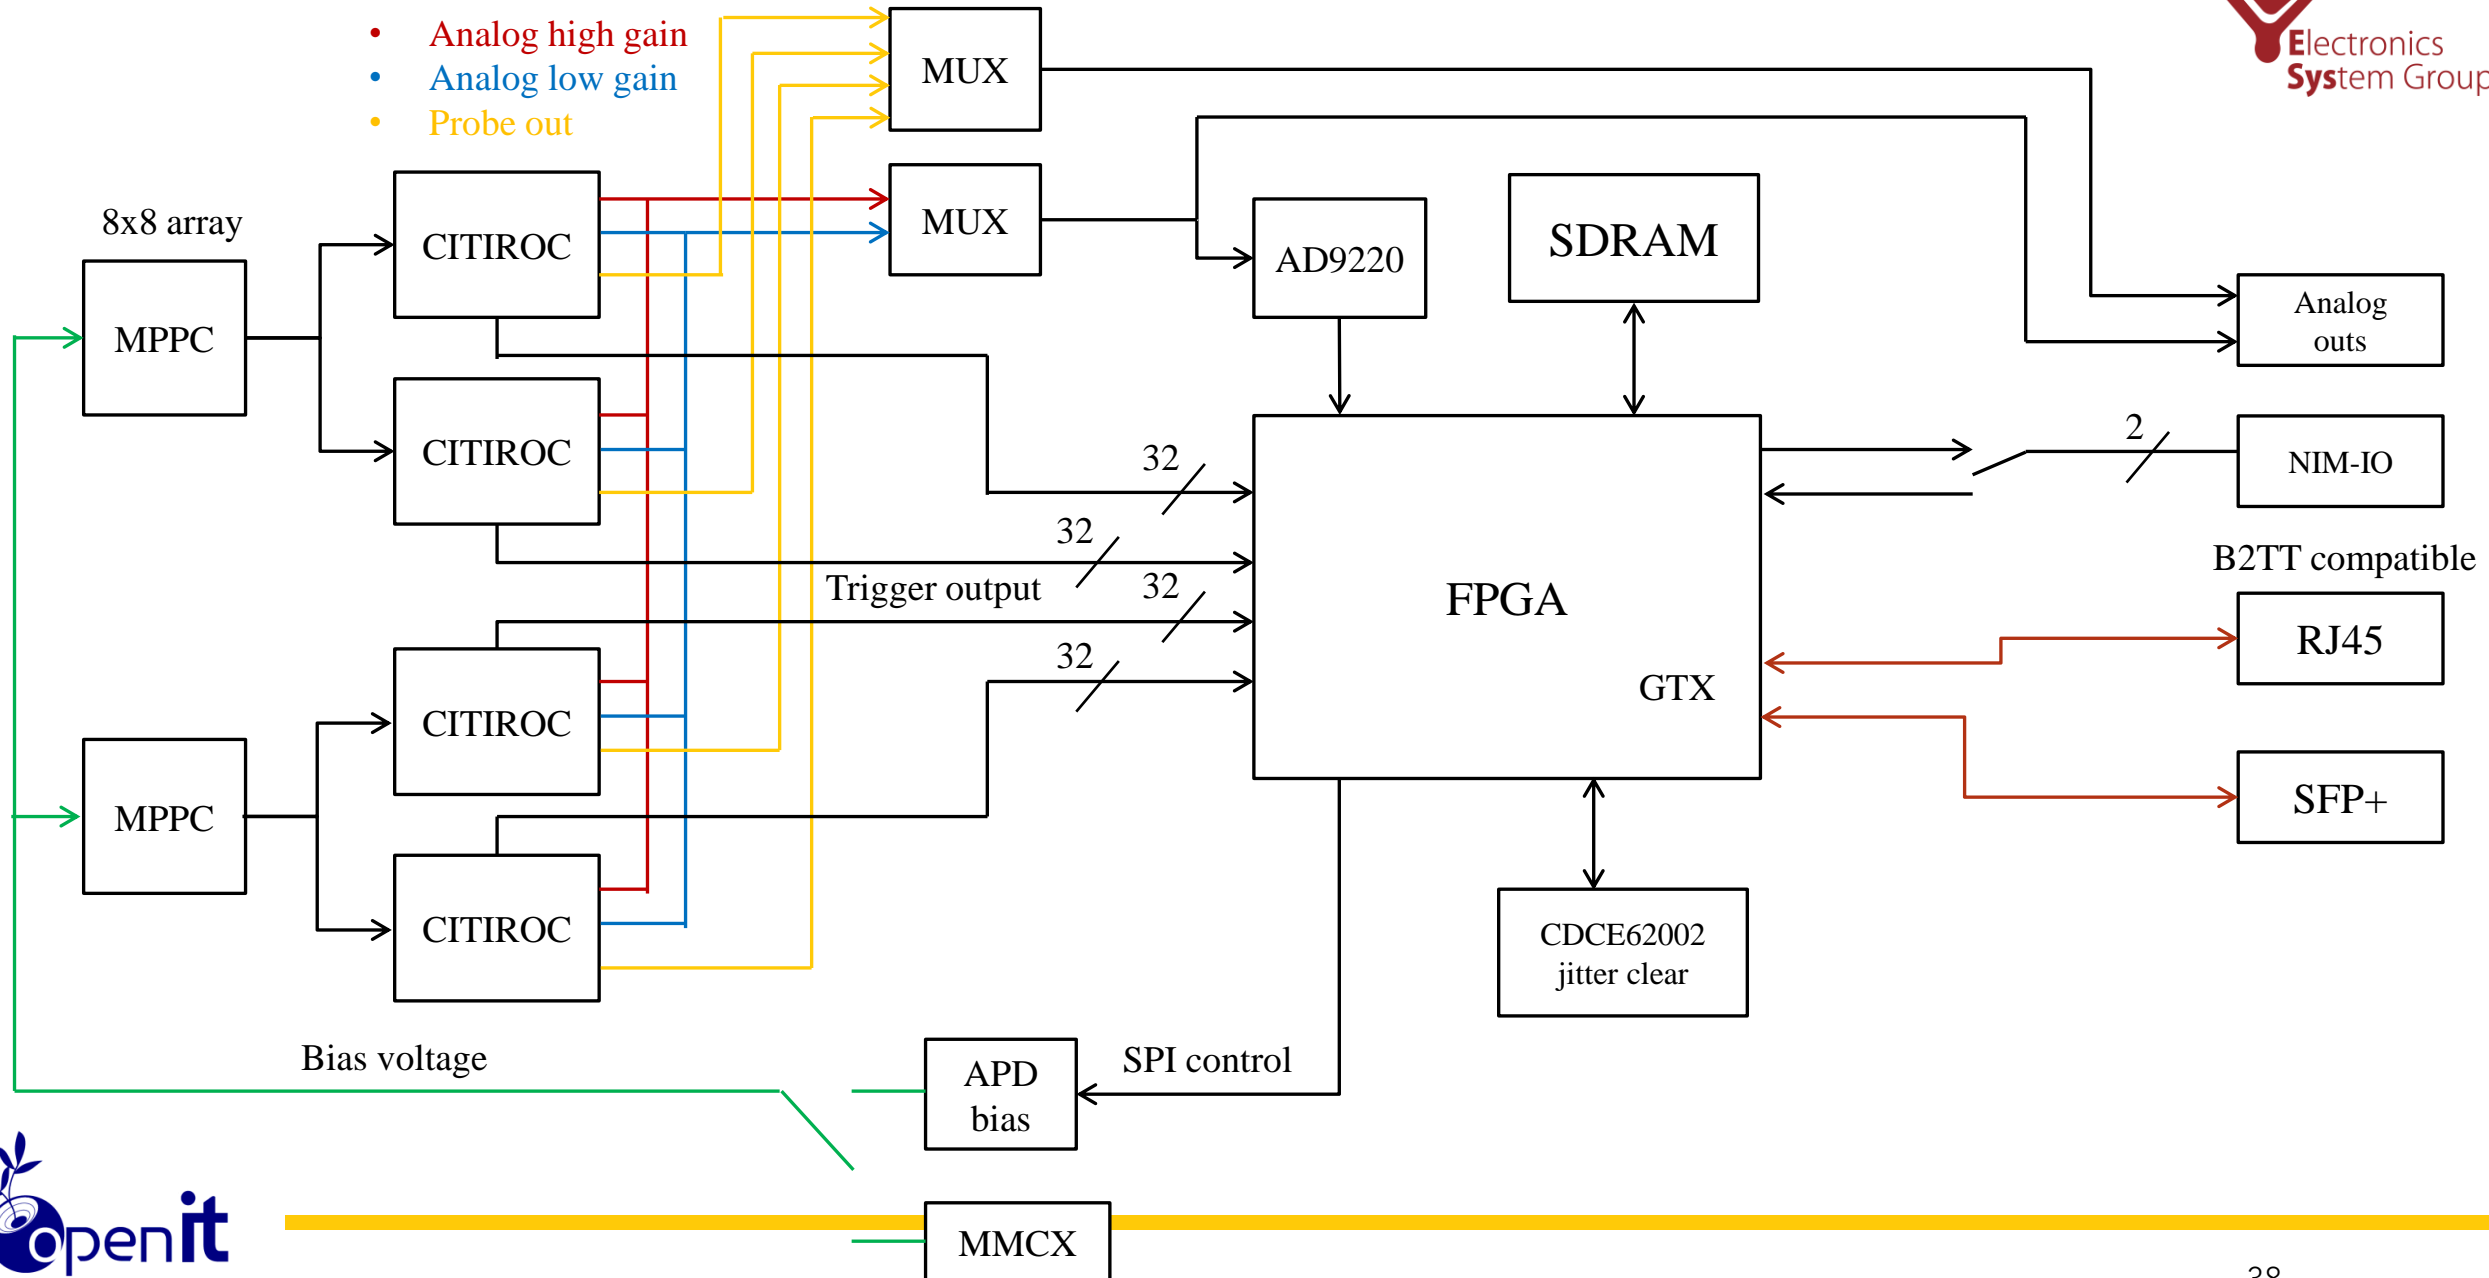 • Analog high gain
• Analog low gain
• Probe out
Electronics
System Group
MUX
MUX
8x8 array
CITIROC
AD9220
SDRAM
Analog
outs
MPPC
CITIROC
32
2
NIM-IO
32
Trigger output
32
FPGA
B2TT compatible
RJ45
32
GTX
CITIROC
MPPC
SFP+
CITIROC
CDCE62002
jitter clear
Bias voltage
APD
bias
SPI control
openit
MMCX